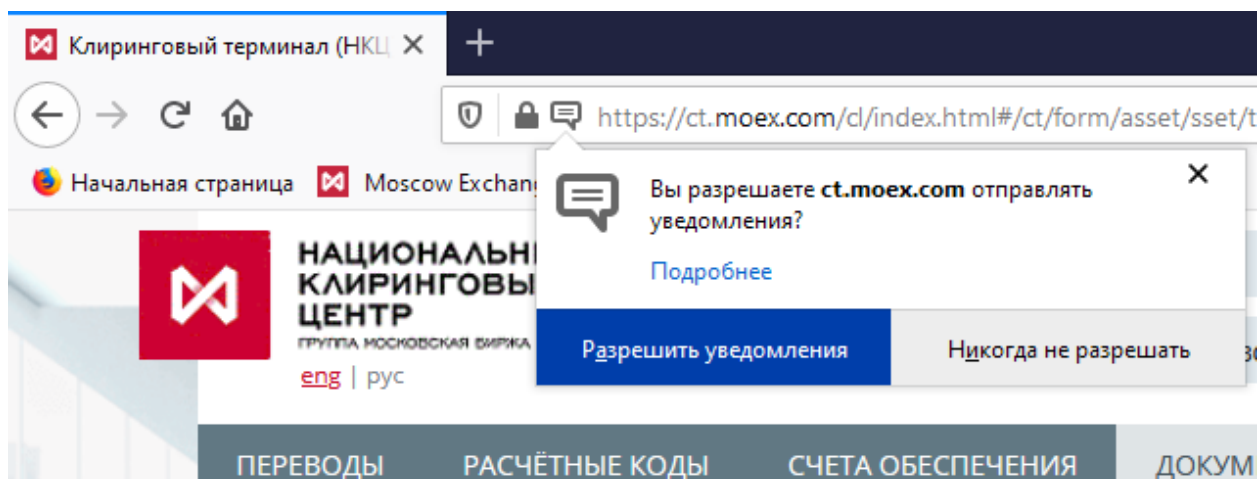 Клиринговый терминал (НКЦ
https://ct.moex.com/cl/index.html#/ct/form/asset/sset/t
Начальная страница Moscow Exchan
Вы разрешаете ct.moex.com отправлять
уведомления?
Подробнее
Разрешить уведомления Никогда не разрешать
НАЦИОНАЛЬН
КЛИРИНГОВЫ
ЦЕНТР
ГРУППА МОСКОВСКАЯ БИРЖА
eng | рус
ПЕРЕВОДЫ РАСЧЁТНЫЕ КОДЫ СЧЕТА ОБЕСПЕЧЕНИЯ ДОКУМ